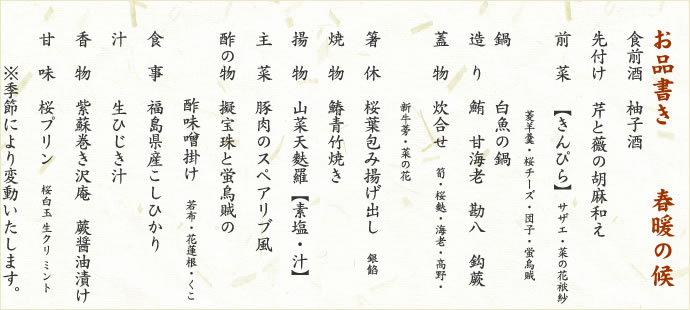 お品書き 春暖の候
食前酒 柚子酒
先付け 芹と薇の胡麻和え
前菜 【きんぴら】 サザエ・菜の花袱紗
菱羊羹・桜チーズ・団子・蛍烏賊
鍋 白魚の鍋
造り 鮪 甘海老 勘八 鈎蕨
蓋物 炊合せ 筍・桜麩・海老・高野・
新牛蒡・菜の花
箸休 桜葉包み揚げ出し 銀餡
焼物 鰆青竹焼き
揚物 山菜天麩羅【素塩・汁】
主菜 豚肉のスペアリブ風
酢の物 擬宝珠と蛍烏賊の
酢味噌掛け 若布・花蓮根・くこ
食事 福島県産こしひかり
汁 生ひじき汁
香物 紫蘇巻き沢庵 蕨醤油漬け
甘味 桜プリン 桜白玉 生クリ ミント
※季節により変動いたします。